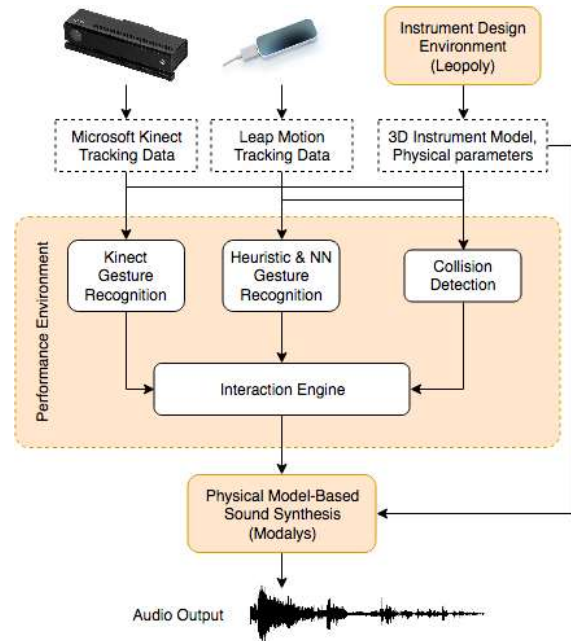 Instrument Design
Environment
(Leopoly)
Microsoft Kinect
Tracking Data
Leap Motion
Tracking Data
3D Instrument Model,
Physical parameters
Performance Environment
Kinect
Gesture
Recognition
Heuristic & NN
Gesture
Recognition
Collision
Detection
Interaction Engine
Physical Model-Based
Sound Synthesis
(Modalys)
Audio Output